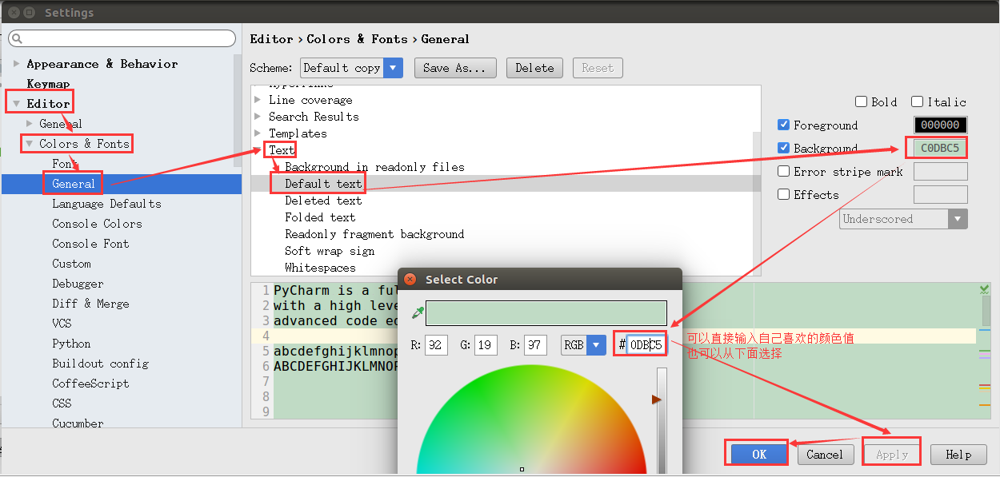 Settings
Appearance & Behavior
Keymap
Editor
General
Colors & Fonts
Font
General
Language Defaults
Console Colors
Console Font
Custom
Debugger
Diff & Merge
VCS
Python
Buildout config
CoffeeScript
CSS
Cucumber
Editor › Colors & Fonts › General
Scheme: Default copy Save As... Delete Reset
Hyperlinks
Line coverage
Search Results
Templates
Text
Background in readonly files
Default text
Deleted text
Folded text
Readonly fragment background
Soft wrap sign
Whitespaces
Bold Italic
Foreground 000000
Background C0DBC5
Error stripe mark
Effects
Underscored
1 PyCharm is a ful
2 with a high leve
3 advanced code ed
4
5 abcdefghijklmnop
6 ABCDEFGHIJKLMNOP
7
8
9
Select Color
R: 92 G: 19 B: 97 RGB # 0DBC5
可以直接输入自己喜欢的颜色值
也可以从下面选择
OK Cancel Apply Help